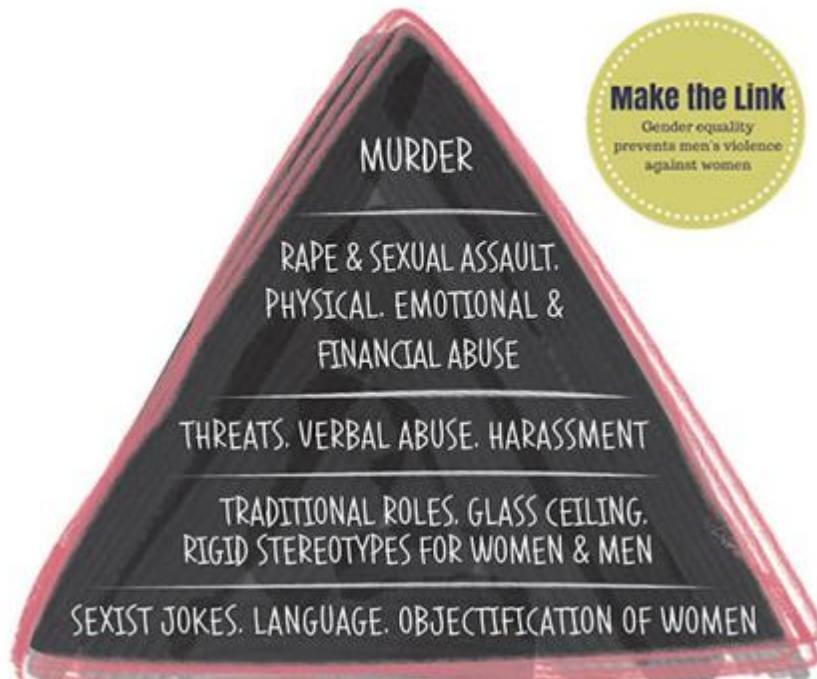 Make the Link
Gender equality
prevents men's violence
against women
MURDER
RAPE & SEXUAL ASSAULT.
PHYSICAL. EMOTIONAL &
FINANCIAL ABUSE
THREATS. VERBAL ABUSE. HARASSMENT
TRADITIONAL ROLES. GLASS CEILING.
RIGID STEREOTYPES FOR WOMEN & MEN
SEXIST JOKES. LANGUAGE. OBJECTIFICATION OF WOMEN